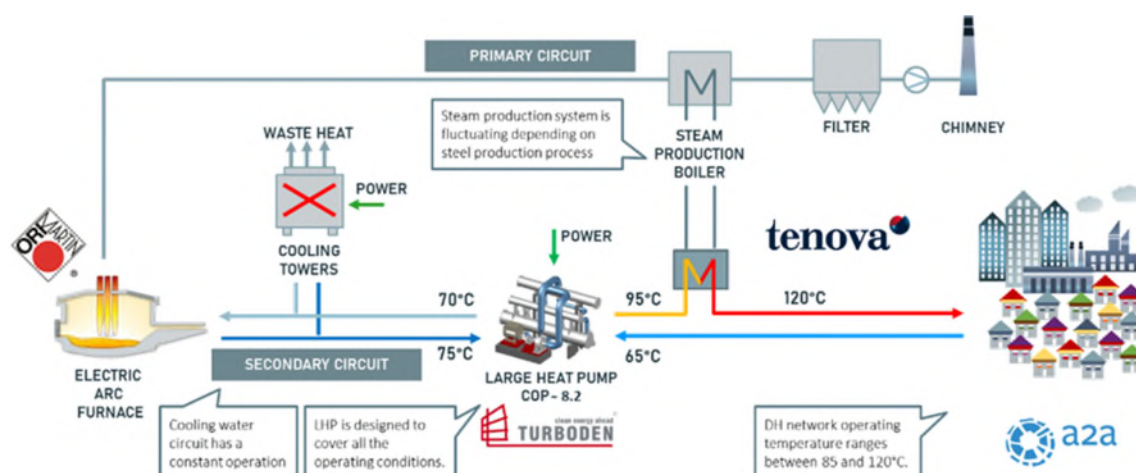 PRIMARY CIRCUIT
Steam production system is
fluctuating depending on
steel production process
STEAM
PRODUCTION
BOILER
FILTER
CHIMNEY
WASTE HEAT
POWER
COOLING
TOWERS
ORI
MARTIN
®
POWER
tenova
70°C
95°C
120°C
75°C
65°C
SECONDARY CIRCUIT
ELECTRIC
ARC
FURNACE
LARGE HEAT PUMP
COP - 8.2
clean energy ahead
TURBODEN
Cooling water
circuit has a
constant operation
LHP is designed to
cover all the
operating conditions.
DH network operating
temperature ranges
between 85 and 120°C.
a2a